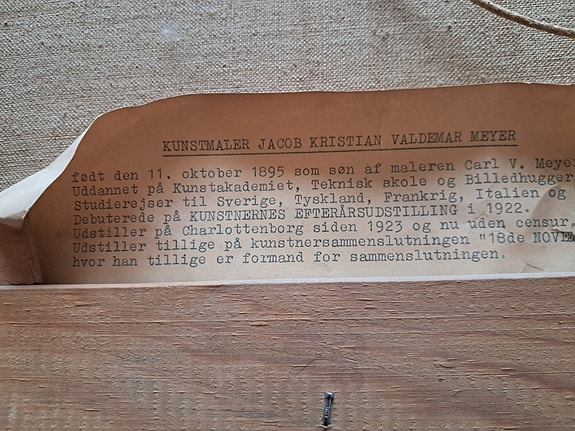 KUNSTMALER JACOB KRISTIAN VALDEMAR MEYER
født den 11. oktober 1895 som søn af maleren Carl V. Meye
Uddannet på Kunstakademiet, Teknisk skole og Billedhugger
Studierejser til Sverige, Tyskland, Frankrig, Italien og
Debuterede på KUNSTNERNES EFTERÅRSUDSTILLING i 1922.
Udstiller på Charlottenborg siden 1923 og nu uden censur.
Udstiller tillige på kunstnersammenslutningen "18de NOVEM
hvor han tillige er formand for sammenslutningen.